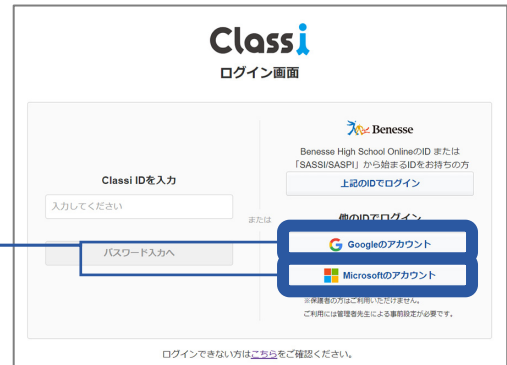 Classi
ログイン画面
Classi IDを入力
入力してください
パスワード入力へ
または
Benesse
Benesse High School OnlineのID または
「SASSI/SASPI」から始まるIDをお持ちの方
上記のIDでログイン
他のIDでログイン
Googleのアカウント
Microsoftのアカウント
※保護者の方はご利用いただけません。
ご利用には管理者先生による事前設定が必要です。
ログインできない方はこちらをご確認ください。